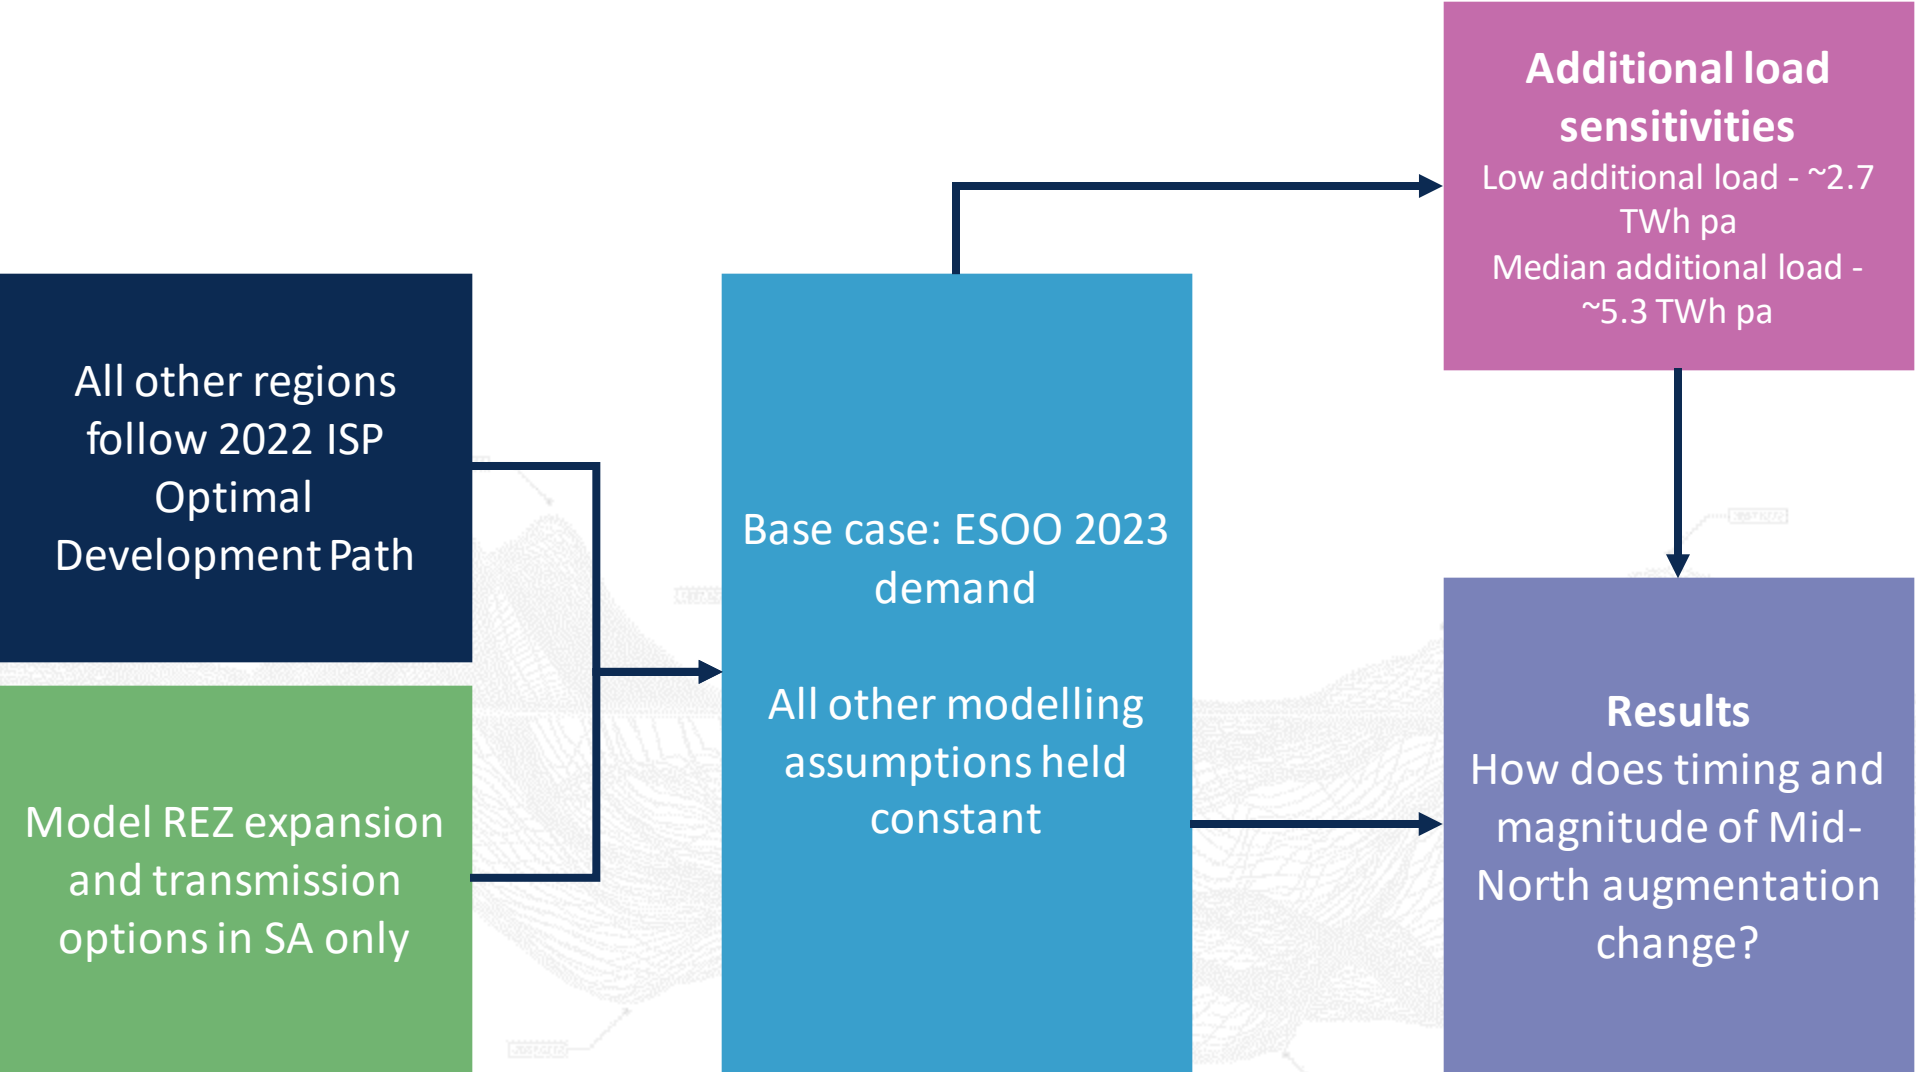 All other regions
follow 2022 ISP
Optimal
Development Path
Model REZ expansion
and transmission
options in SA only
Base case: ESOO 2023
demand
All other modelling
assumptions held
constant
Additional load
sensitivities
Low additional load - ~2.7
TWh pa
Median additional load -
~5.3 TWh pa
Results
How does timing and
magnitude of Mid-
North augmentation
change?